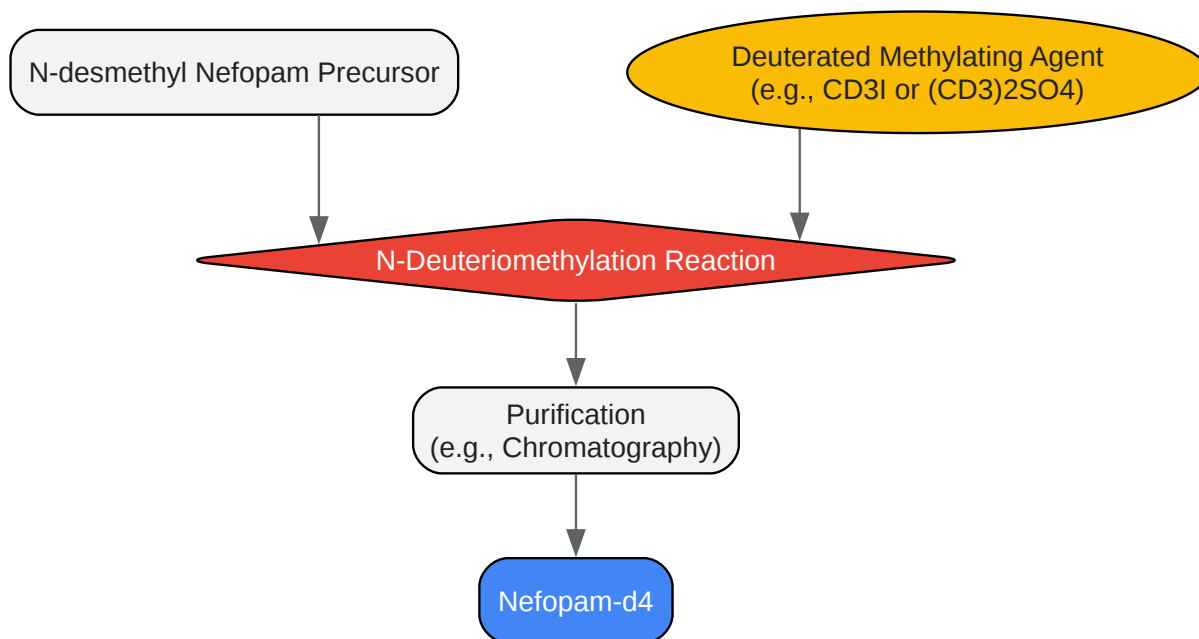 N-desmethyl Nefopam Precursor
Deuterated Methylating Agent
(e.g., CD3I or (CD3)2SO4)
N-Deuteriomethylation Reaction
Purification
(e.g., Chromatography)
Nefopam-d4